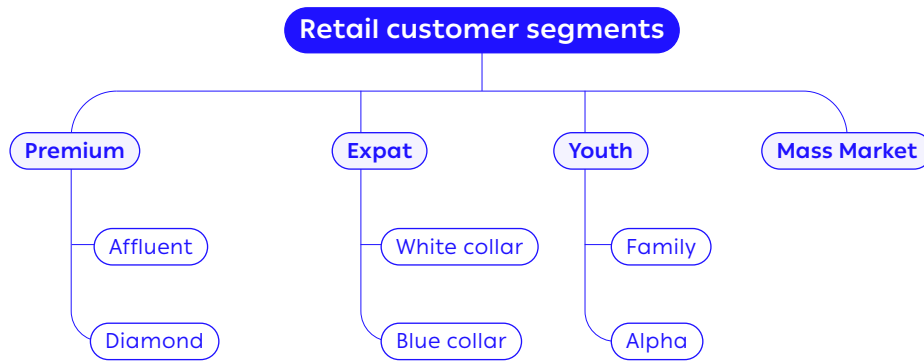 Retail customer segments
Premium
Expat
Youth
Mass Market
Affluent
White collar
Family
Diamond
Blue collar
Alpha